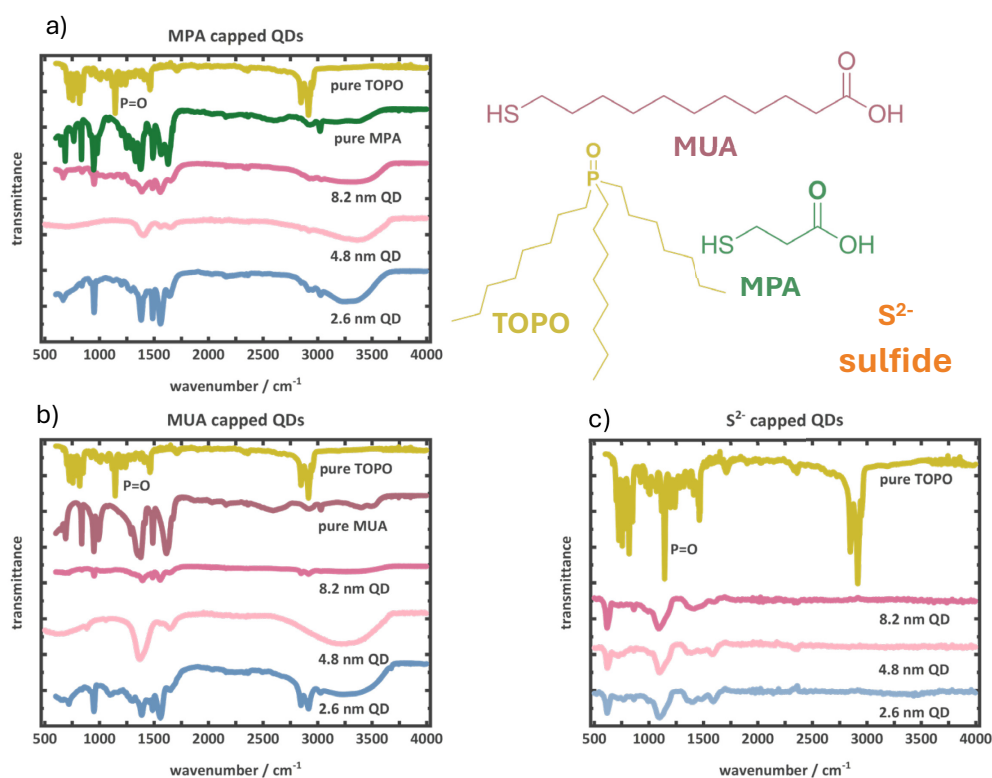 a)
MPA capped QDs
pure TOPO
P=O
pure MPA
8.2 nm QD
4.8 nm QD
2.6 nm QD
transmittance
500 1000 1500 2000 2500 3000 3500 4000
wavenumber / cm⁻¹
O
HS
OH
MUA
O
P
TOPO
O
HS
OH
MPA
S²⁻
sulfide
b)
MUA capped QDs
pure TOPO
P=O
pure MUA
8.2 nm QD
4.8 nm QD
2.6 nm QD
transmittance
500 1000 1500 2000 2500 3000 3500 4000
wavenumber / cm⁻¹
c)
S²⁻ capped QDs
pure TOPO
P=O
8.2 nm QD
4.8 nm QD
2.6 nm QD
transmittance
500 1000 1500 2000 2500 3000 3500 4000
wavenumber / cm⁻¹